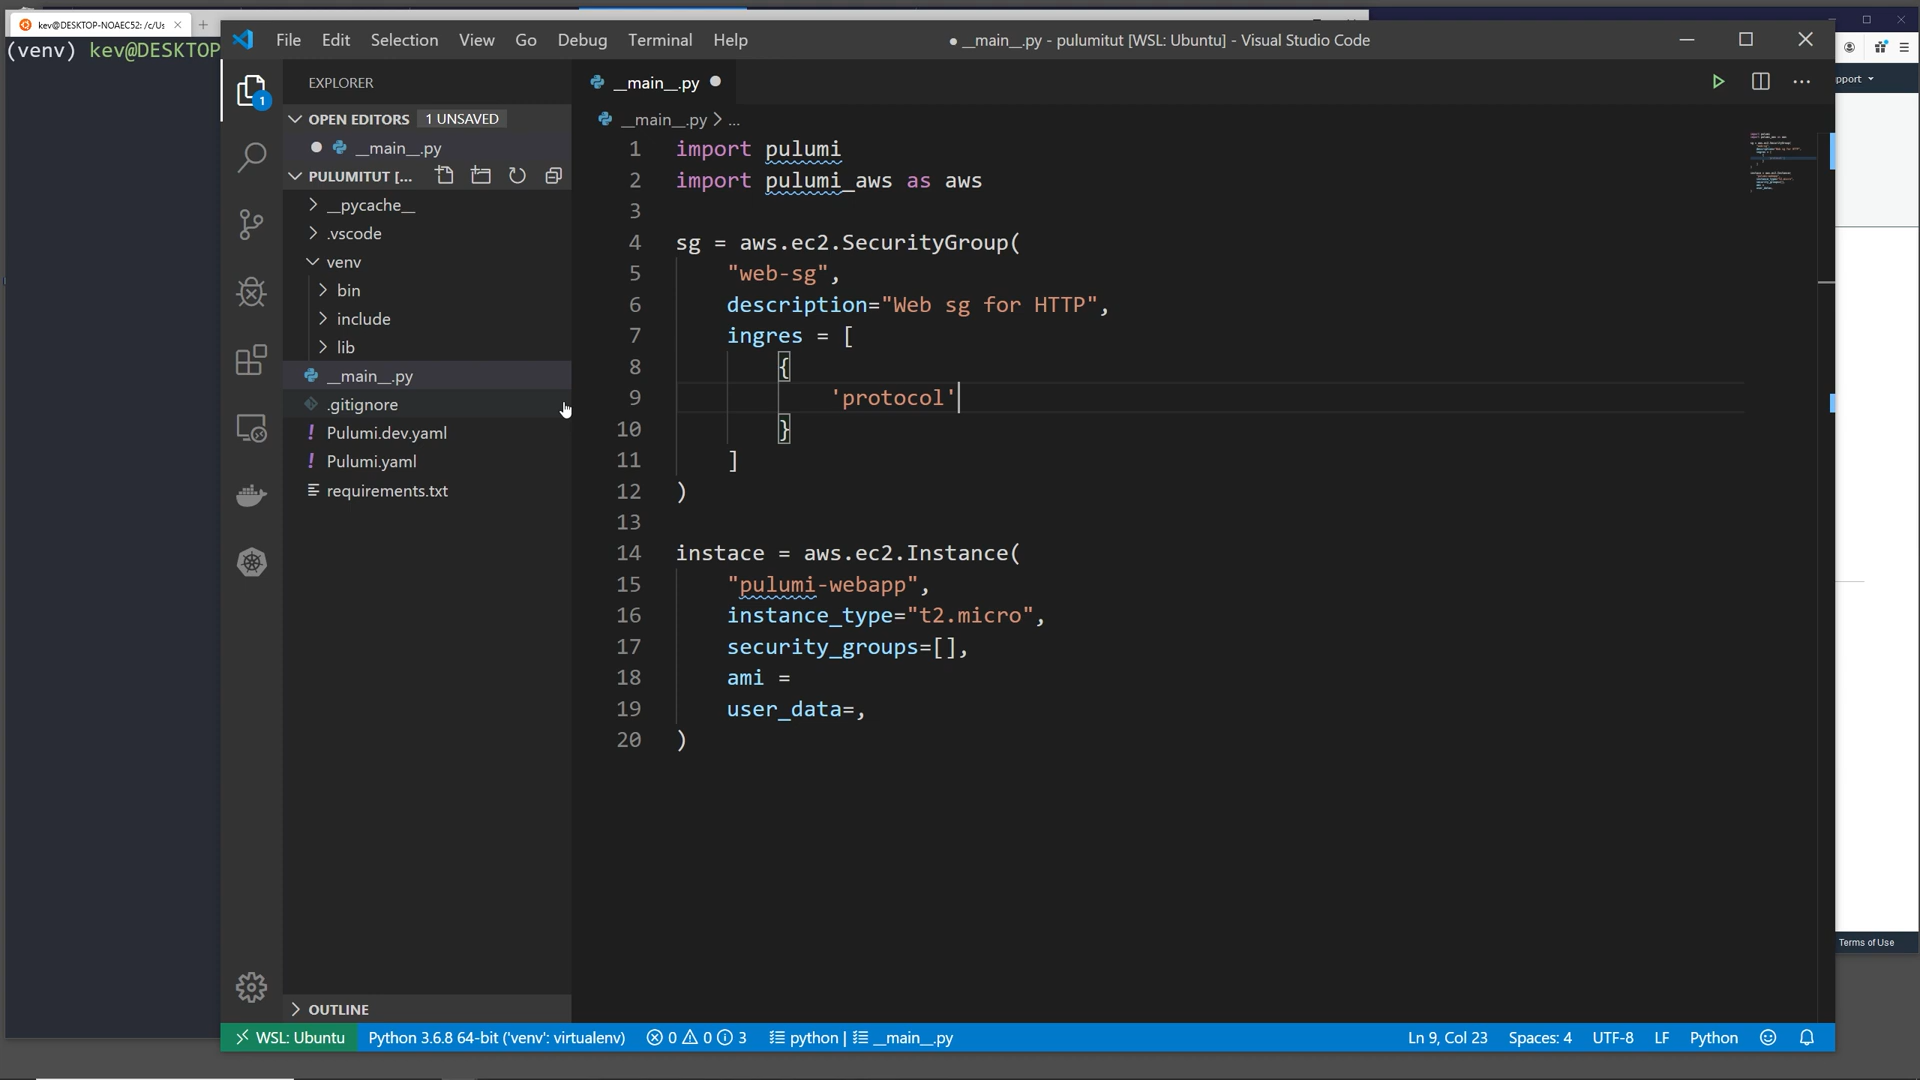 kev@DESKTOP-NOAEC52: /c/Us
(venv) kev@DESKTOP
File Edit Selection View Go Debug Terminal Help
● __main__.py - pulumitut [WSL: Ubuntu] - Visual Studio Code
pport
EXPLORER
1
OPEN EDITORS 1 UNSAVED
__main__.py
PULUMITUT [...
__pycache__
.vscode
venv
bin
include
lib
__main__.py
.gitignore
Pulumi.dev.yaml
Pulumi.yaml
requirements.txt
OUTLINE
__main__.py
__main__.py > ...
1 import pulumi
2 import pulumi_aws as aws
3
4 sg = aws.ec2.SecurityGroup(
5 "web-sg",
6 description="Web sg for HTTP",
7 ingres = [
8 {
9 'protocol'
10 }
11 ]
12 )
13
14 instace = aws.ec2.Instance(
15 "pulumi-webapp",
16 instance_type="t2.micro",
17 security_groups=[],
18 ami =
19 user_data=,
20 )
Terms of Use
WSL: Ubuntu Python 3.6.8 64-bit ('venv': virtualenv) 0 0 3 python | __main__.py Ln 9, Col 23 Spaces: 4 UTF-8 LF Python